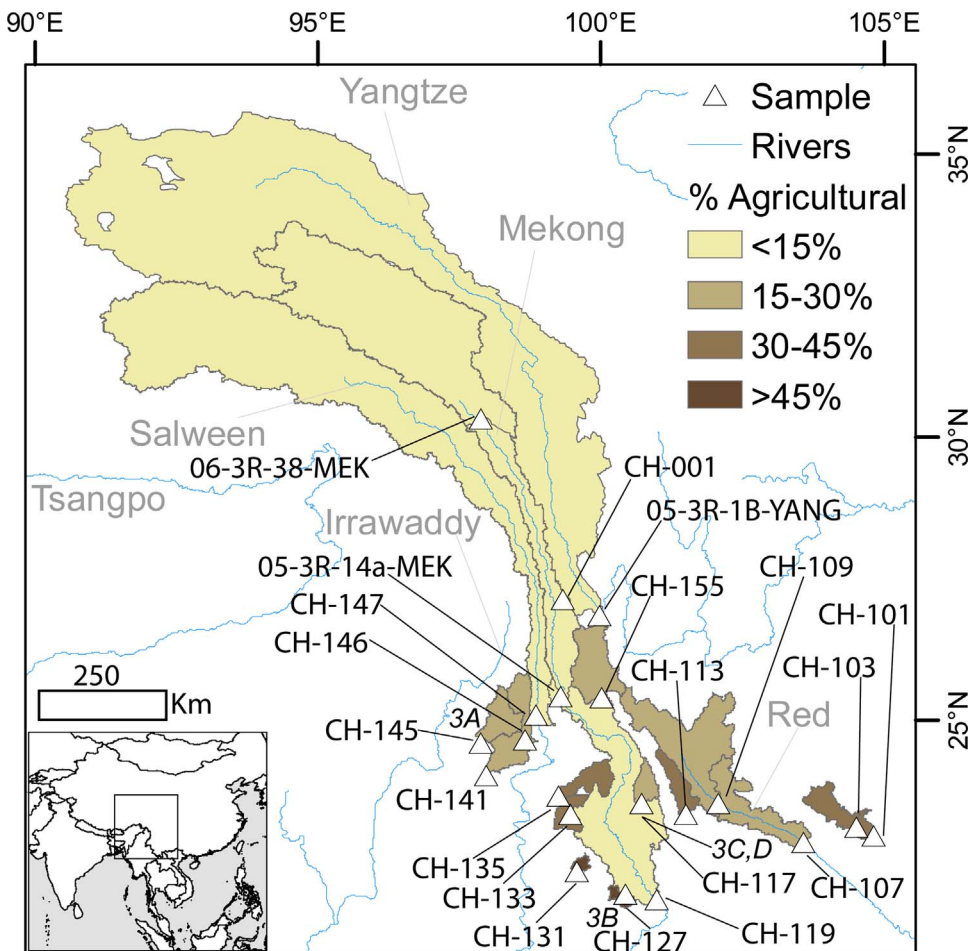 90°E 95°E 100°E 105°E
Yangtze
Sample
Rivers
35°N
% Agricultural
Mekong
<15%
15-30%
30-45%
>45%
30°N
Salween
06-3R-38-MEK
CH-001
Tsangpo
05-3R-1B-YANG
Irrawaddy
05-3R-14a-MEK
CH-109
CH-155
CH-147
CH-101
CH-146
CH-113
CH-103
250
Km
3A
Red
25°N
CH-145
CH-141
3C,D
CH-135
CH-117
CH-107
CH-133
3B
CH-119
CH-131
CH-127